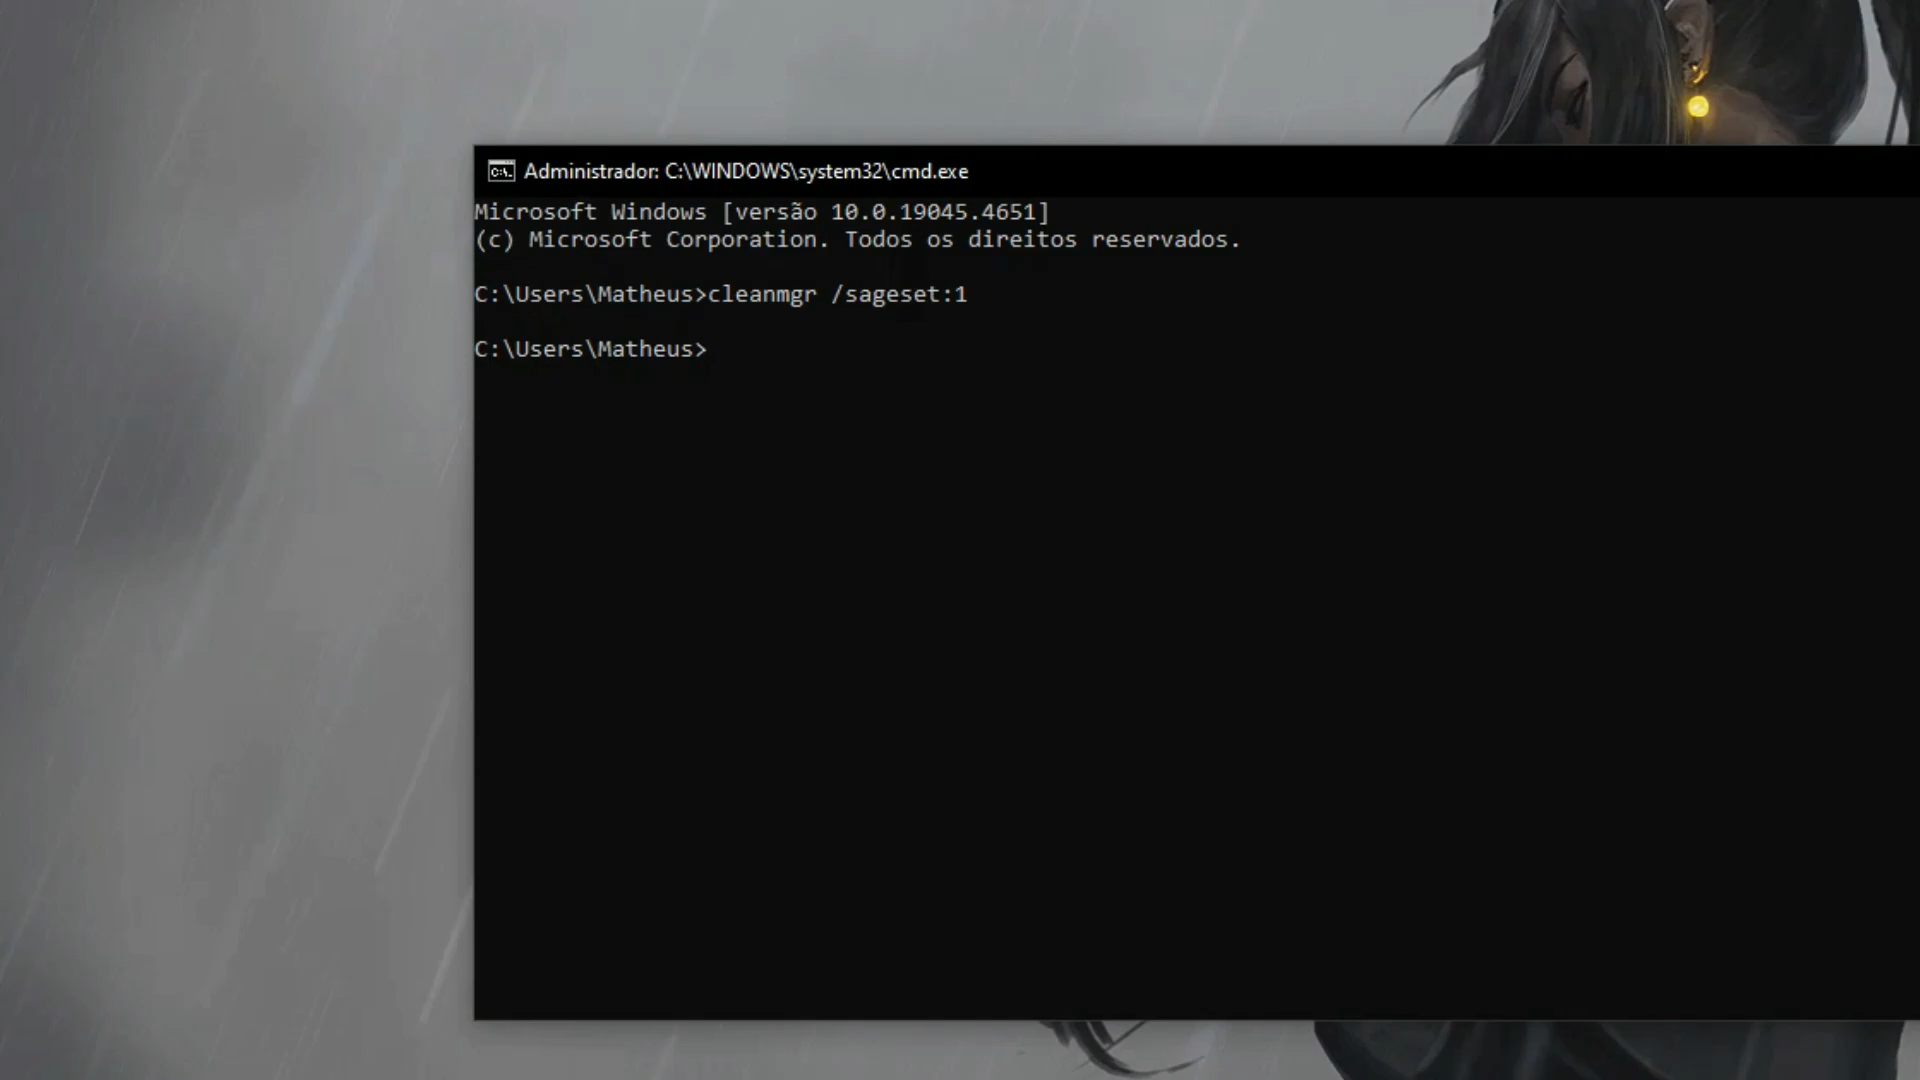 Administrador: C:\WINDOWS\system32\cmd.exe
Microsoft Windows [versão 10.0.19045.4651]
(c) Microsoft Corporation. Todos os direitos reservados.
C:\Users\Matheus>cleanmgr /sageset:1
C:\Users\Matheus>